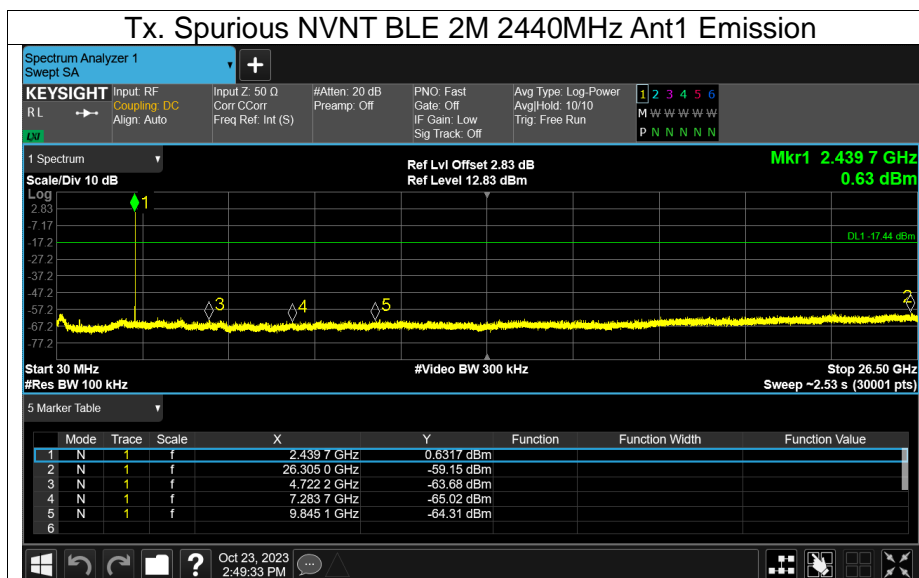 Tx. Spurious NVNT BLE 2M 2440MHz Ant1 Emission
Spectrum Analyzer 1
Swept SA
+
KEYSIGHT Input: RF Input Z: 50 Ω #Atten: 20 dB PNO: Fast Avg Type: Log-Power 1 2 3 4 5 6
R L Coupling: DC Corr CCorr Preamp: Off Gate: Off Avg|Hold: 10/10 M W W W W W
Align: Auto Freq Ref: Int (S) IF Gain: Low Trig: Free Run
LXI Sig Track: Off P N N N N N
1 Spectrum Ref Lvl Offset 2.83 dB Mkr1 2.439 7 GHz
Scale/Div 10 dB Ref Level 12.83 dBm 0.63 dBm
Log
1
2.83
-7.17
-17.2 DL1 -17.44 dBm
-27.2
-37.2
-47.2
2
-57.2 3 4 5
-67.2
-77.2
Start 30 MHz #Video BW 300 kHz Stop 26.50 GHz
#Res BW 100 kHz Sweep ~2.53 s (30001 pts)
5 Marker Table
Mode Trace Scale X Y Function Function Width Function Value
1 N 1 f 2.439 7 GHz 0.6317 dBm
2 N 1 f 26.305 0 GHz -59.15 dBm
3 N 1 f 4.722 2 GHz -63.68 dBm
4 N 1 f 7.283 7 GHz -65.02 dBm
5 N 1 f 9.845 1 GHz -64.31 dBm
6
? Oct 23, 2023
2:49:33 PM